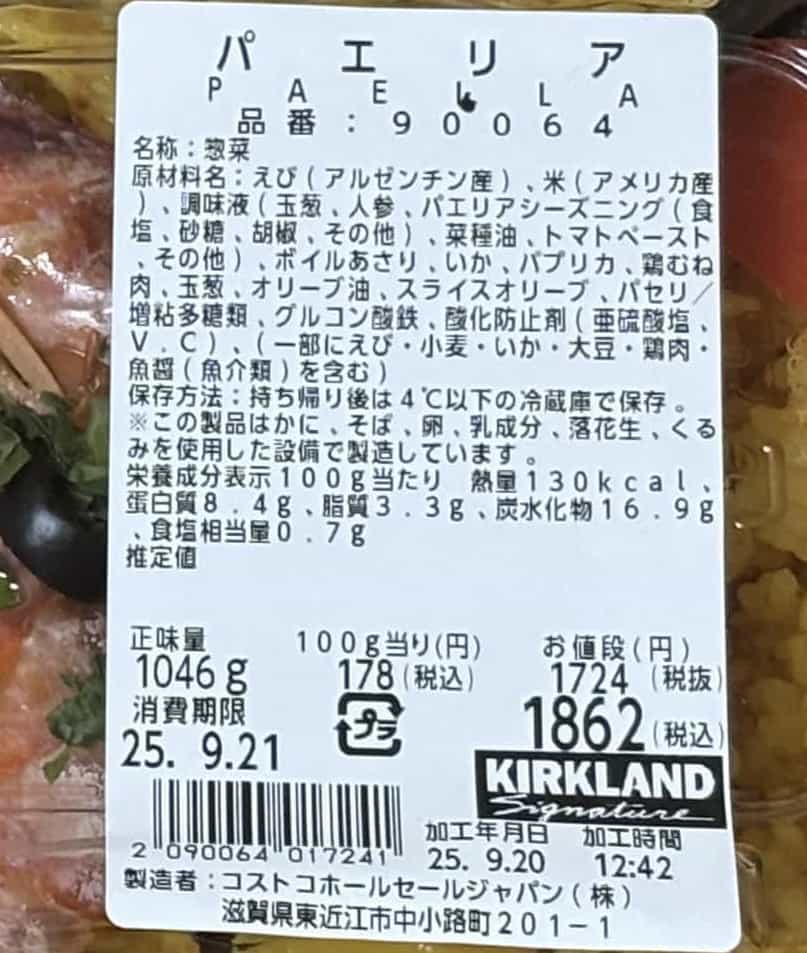 パエリア
PAELLA
品番：90064
名称：惣菜
原材料名：えび（アルゼンチン産）、米（アメリカ産
）、調味液（玉葱、人参、パエリアシーズニング（食
塩、砂糖、胡椒、その他）、菜種油、トマトペースト
、その他）、ボイルあさり、いか、パプリカ、鶏むね
肉、玉葱、オリーブ油、スライスオリーブ、パセリ／
増粘多糖類、グルコン酸鉄、酸化防止剤（亜硫酸塩、
V．C）、（一部にえび・小麦・いか・大豆・鶏肉・
魚醤（魚介類）を含む）
保存方法：持ち帰り後は4℃以下の冷蔵庫で保存。
※この製品はかに、そば、卵、乳成分、落花生、くる
みを使用した設備で製造しています。
栄養成分表示100g当たり　熱量130kcal、
蛋白質8．4g、脂質3．3g、炭水化物16．9g
、食塩相当量0．7g
推定値
正味量 100g当り(円) お値段(円)
1046g 178(税込) 1724(税抜)
消費期限 プラ 1862(税込)
25. 9.21
KIRKLAND
Signature
加工年月日 加工時間
25. 9.20 12:42
2 090064 017241
製造者：コストコホールセールジャパン（株）
滋賀県東近江市中小路町201－1